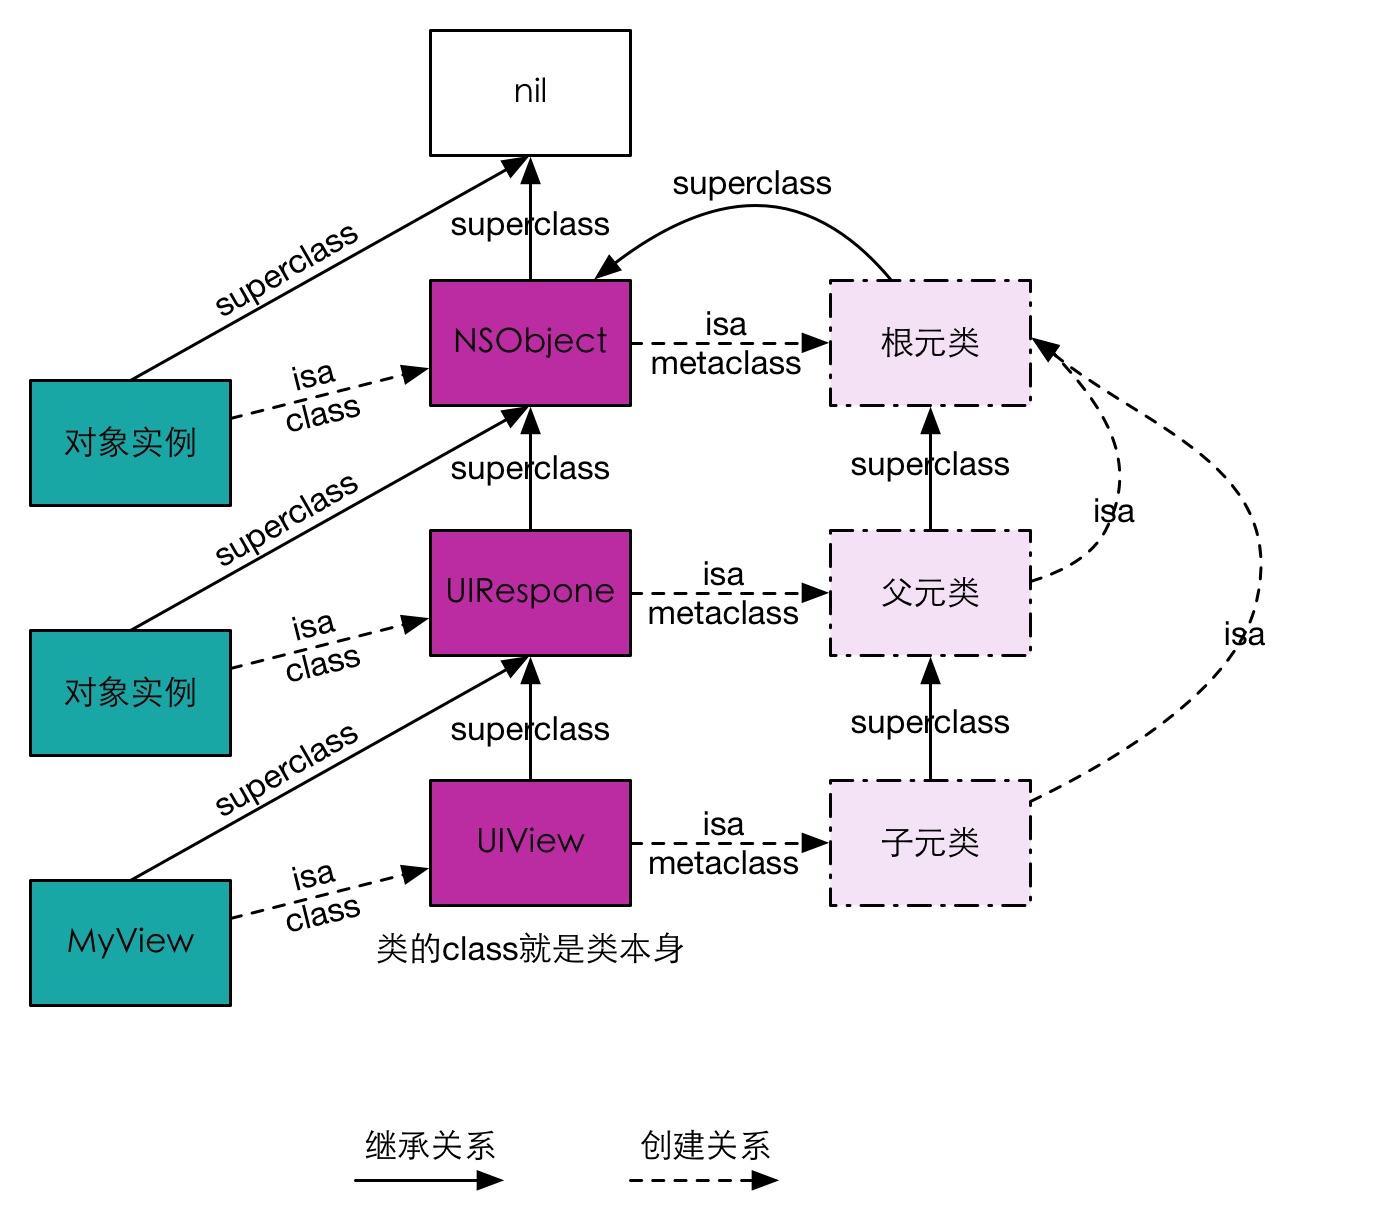 nil
superclass
superclass
superclass
NSObject
isa
metaclass
根元类
isa
class
对象实例
superclass
superclass
superclass
isa
UIRespone
isa
metaclass
父元类
isa
class
对象实例
superclass
superclass
superclass
isa
UIView
isa
metaclass
子元类
isa
class
MyView
类的class就是类本身
继承关系
创建关系